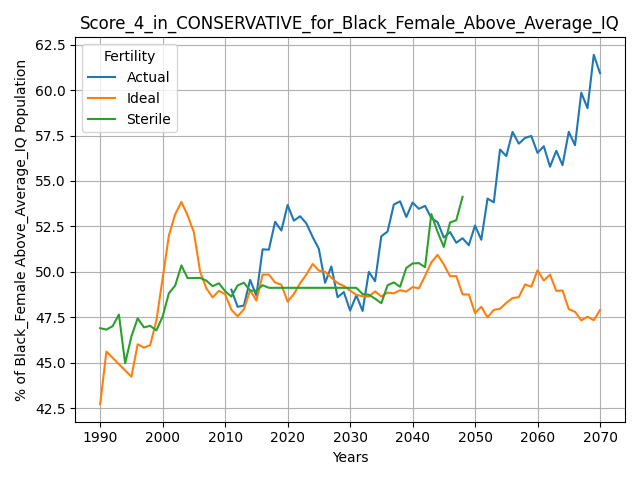 Score_4_in_CONSERVATIVE_for_Black_Female_Above_Average_IQ
% of Black_Female Above_Average_IQ Population
62.5
60.0
57.5
55.0
52.5
50.0
47.5
45.0
42.5
Fertility
Actual
Ideal
Sterile
1990 2000 2010 2020 2030 2040 2050 2060 2070
Years